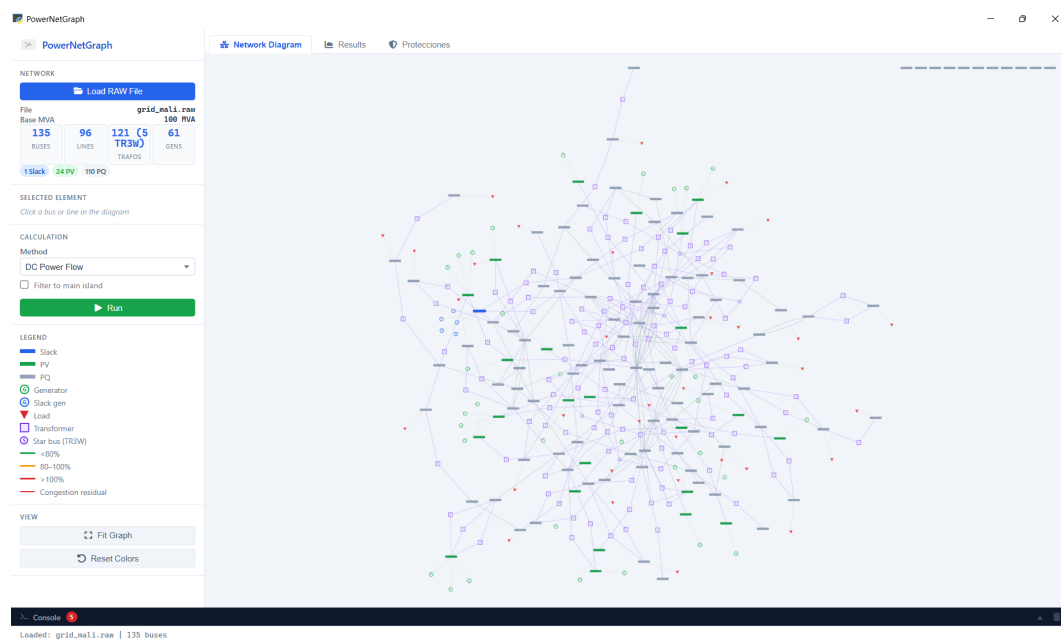 PowerNetGraph
PowerNetGraph
Network Diagram
Results
Protecciones
NETWORK
Load RAW File
File grid_mali.raw
Base MVA 100 MVA
135
BUSES
96
LINES
121 (5 TR3W)
TRAFOS
61
GENS
1 Slack 24 PV 110 PQ
SELECTED ELEMENT
Click a bus or line in the diagram
CALCULATION
Method
DC Power Flow
Filter to main island
Run
LEGEND
Slack
PV
PQ
G Generator
G Slack gen
Load
Transformer
S Star bus (TR3W)
<80%
80–100%
>100%
Congestion residual
VIEW
Fit Graph
Reset Colors
Console 5
Loaded: grid_mali.raw | 135 buses